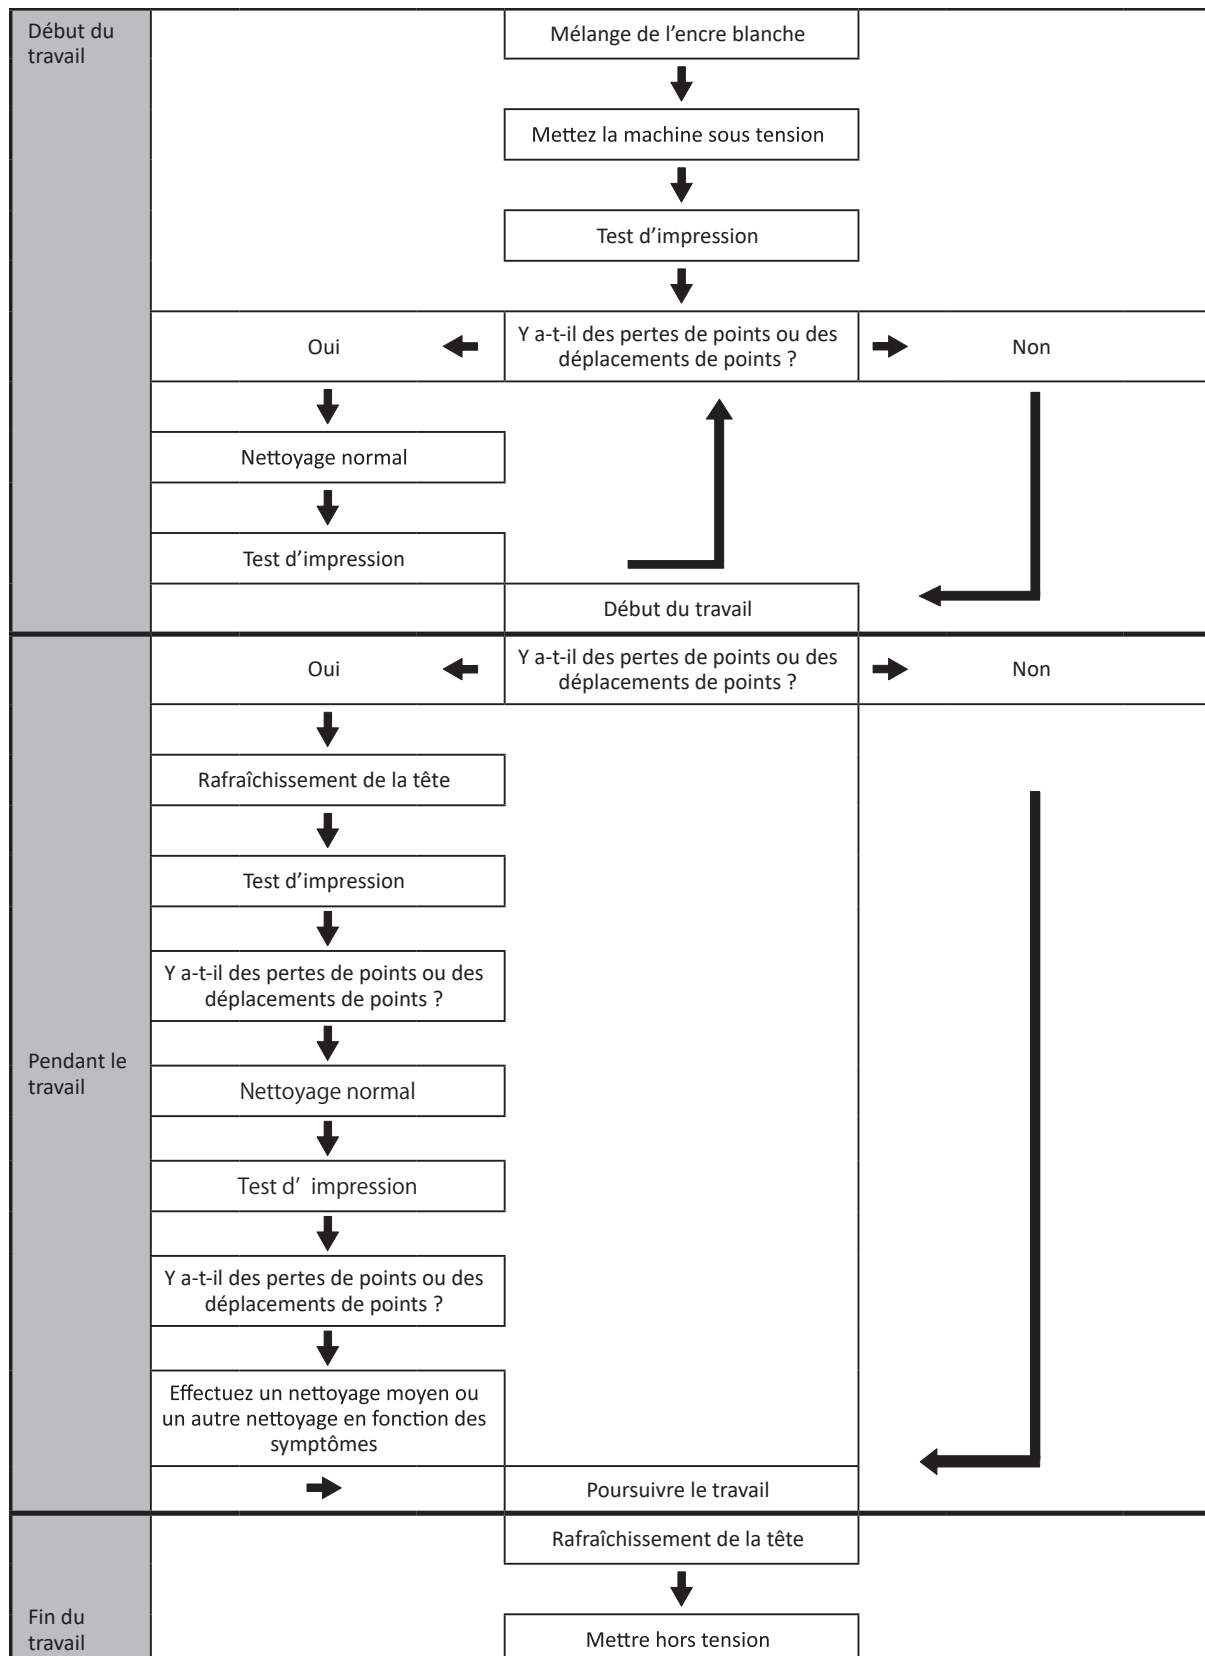 Début du
travail
Mélange de l'encre blanche
Mettez la machine sous tension
Test d'impression
Y a-t-il des pertes de points ou des
déplacements de points ?
Oui
Non
Nettoyage normal
Test d'impression
Début du travail
Pendant le
travail
Y a-t-il des pertes de points ou des
déplacements de points ?
Oui
Non
Rafraîchissement de la tête
Test d'impression
Y a-t-il des pertes de points ou des
déplacements de points ?
Nettoyage normal
Test d' impression
Y a-t-il des pertes de points ou des
déplacements de points ?
Effectuez un nettoyage moyen ou
un autre nettoyage en fonction des
symptômes
Poursuivre le travail
Fin du
travail
Rafraîchissement de la tête
Mettre hors tension